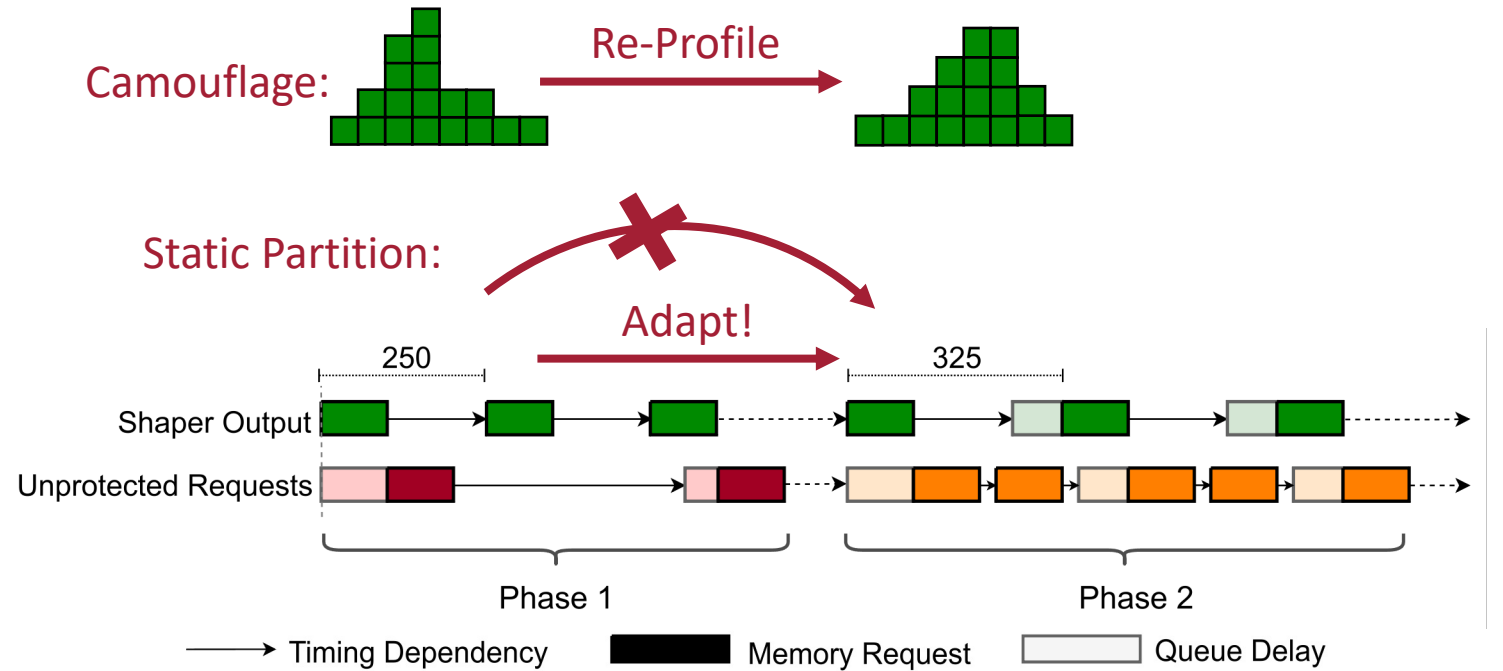 Camouflage:
Re-Profile
Static Partition:
Adapt!
250
325
Shaper Output
Unprotected Requests
Phase 1
Phase 2
Timing Dependency
Memory Request
Queue Delay